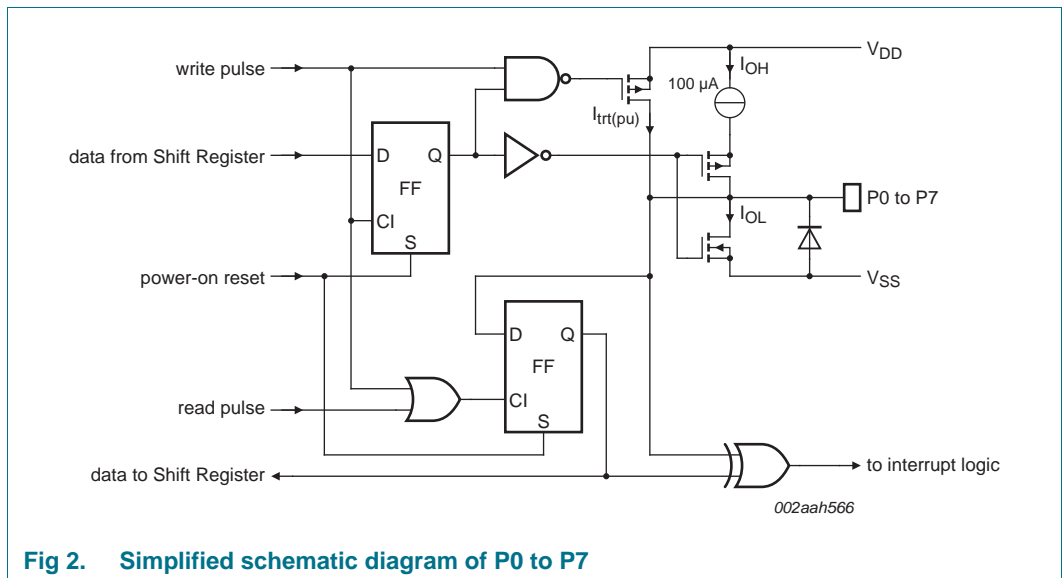 write pulse
data from Shift Register
power-on reset
read pulse
data to Shift Register
D
Q
FF
CI
S
D
Q
FF
CI
S
VDD
IOH
100 μA
Itrt(pu)
P0 to P7
IOL
VSS
to interrupt logic
002aah566
Fig 2. Simplified schematic diagram of P0 to P7